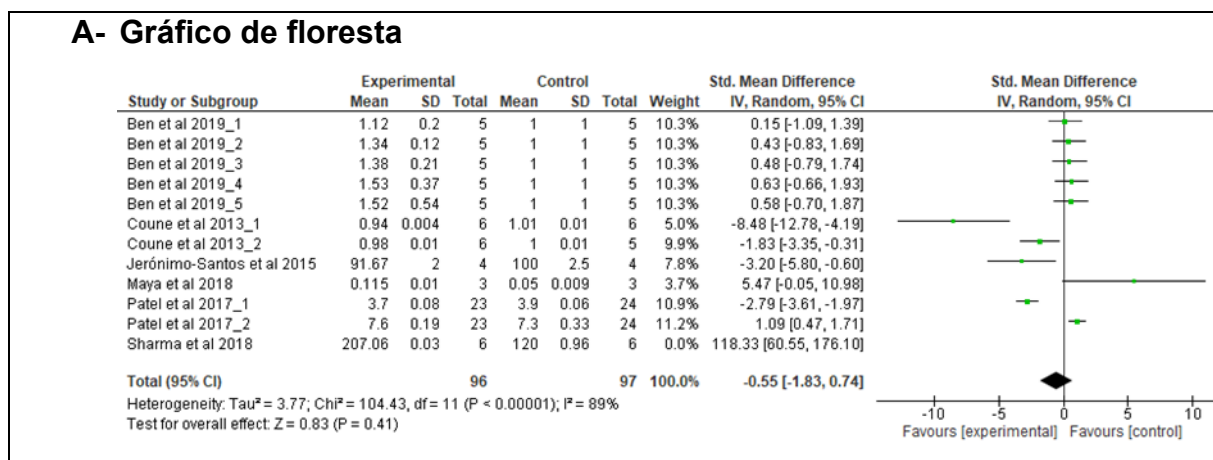 A- Gráfico de floresta
Experimental Control Std. Mean Difference Std. Mean Difference
Study or Subgroup Mean SD Total Mean SD Total Weight IV, Random, 95% CI IV, Random, 95% CI
Ben et al 2019_1 1.12 0.2 5 1 1 5 10.3% 0.15 [-1.09, 1.39]
Ben et al 2019_2 1.34 0.12 5 1 1 5 10.3% 0.43 [-0.83, 1.69]
Ben et al 2019_3 1.38 0.21 5 1 1 5 10.3% 0.48 [-0.79, 1.74]
Ben et al 2019_4 1.53 0.37 5 1 1 5 10.3% 0.63 [-0.66, 1.93]
Ben et al 2019_5 1.52 0.54 5 1 1 5 10.3% 0.58 [-0.70, 1.87]
Coune et al 2013_1 0.94 0.004 6 1.01 0.01 6 5.0% -8.48 [-12.78, -4.19]
Coune et al 2013_2 0.98 0.01 6 1 0.01 5 9.9% -1.83 [-3.35, -0.31]
Jerónimo-Santos et al 2015 91.67 2 4 100 2.5 4 7.8% -3.20 [-5.80, -0.60]
Maya et al 2018 0.115 0.01 3 0.05 0.009 3 3.7% 5.47 [-0.05, 10.98]
Patel et al 2017_1 3.7 0.08 23 3.9 0.06 24 10.9% -2.79 [-3.61, -1.97]
Patel et al 2017_2 7.6 0.19 23 7.3 0.33 24 11.2% 1.09 [0.47, 1.71]
Sharma et al 2018 207.06 0.03 6 120 0.96 6 0.0% 118.33 [60.55, 176.10]
Total (95% CI) 96 97 100.0% -0.55 [-1.83, 0.74]
Heterogeneity: Tau² = 3.77; Chi² = 104.43, df = 11 (P < 0.00001); I² = 89%
Test for overall effect: Z = 0.83 (P = 0.41)
-10 -5 0 5 10
Favours [experimental] Favours [control]